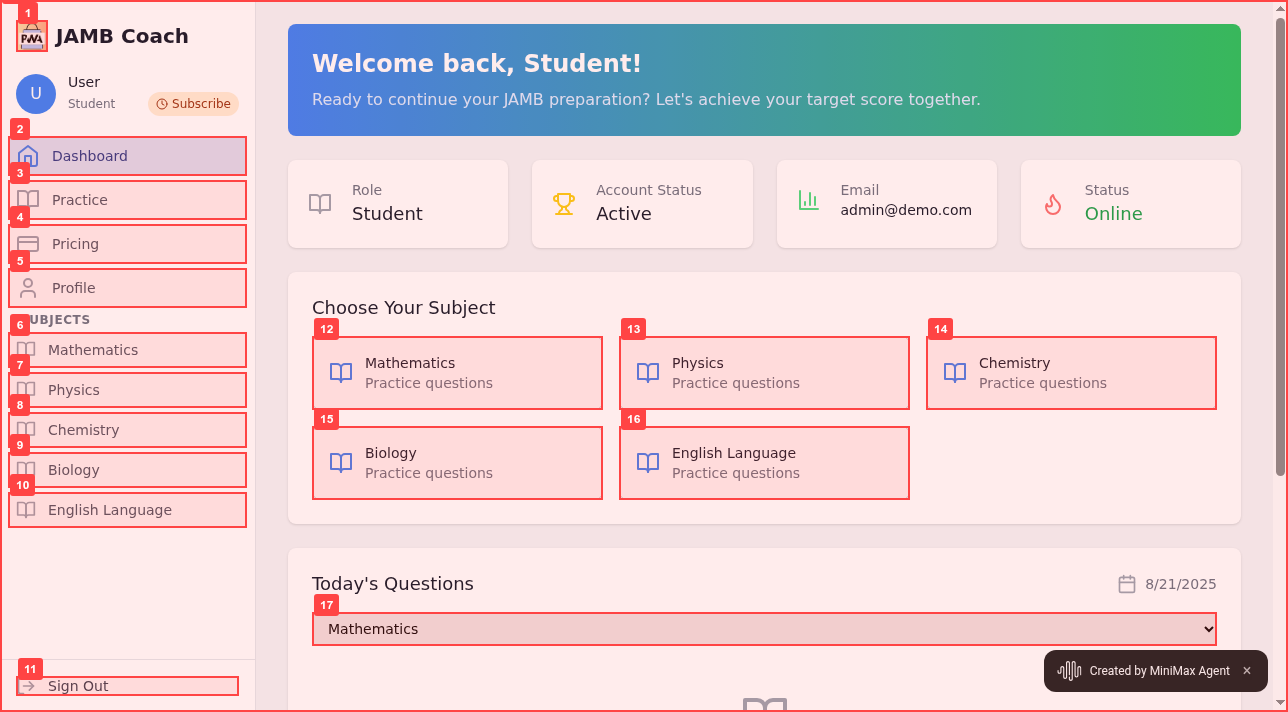 1
PWA
JAMB Coach
U
User
Student
Subscribe
2
Dashboard
3
Practice
4
Pricing
5
Profile
6
UBJECTS
Mathematics
7
Physics
8
Chemistry
9
Biology
10
English Language
11
Sign Out
Welcome back, Student!
Ready to continue your JAMB preparation? Let's achieve your target score together.
Role
Student
Account Status
Active
Email
admin@demo.com
Status
Online
Choose Your Subject
12
Mathematics
Practice questions
13
Physics
Practice questions
14
Chemistry
Practice questions
15
Biology
Practice questions
16
English Language
Practice questions
Today's Questions
8/21/2025
17
Mathematics
Created by MiniMax Agent ×